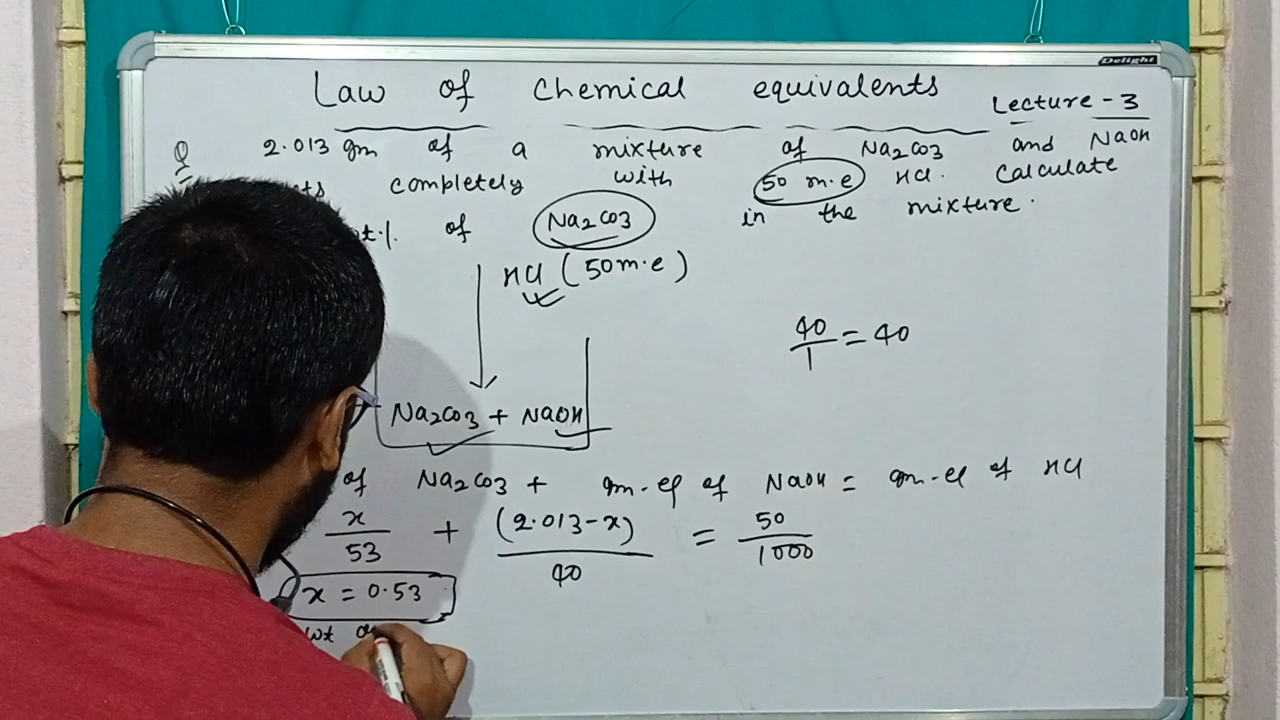 Delight
Law of chemical equivalents
Lecture - 3
Q 2.013 gm of a mixture of Na2CO3 and NaOH
completely with 50 m.e HCl. Calculate
of Na2CO3 in the mixture.
HCl (50 m.e)
40/1 = 40
Na2CO3 + NaOH
of Na2CO3 + gm-eq of NaOH = gm-eq of HCl
x/53 + (2.013-x)/40 = 50/1000
x = 0.53
wt